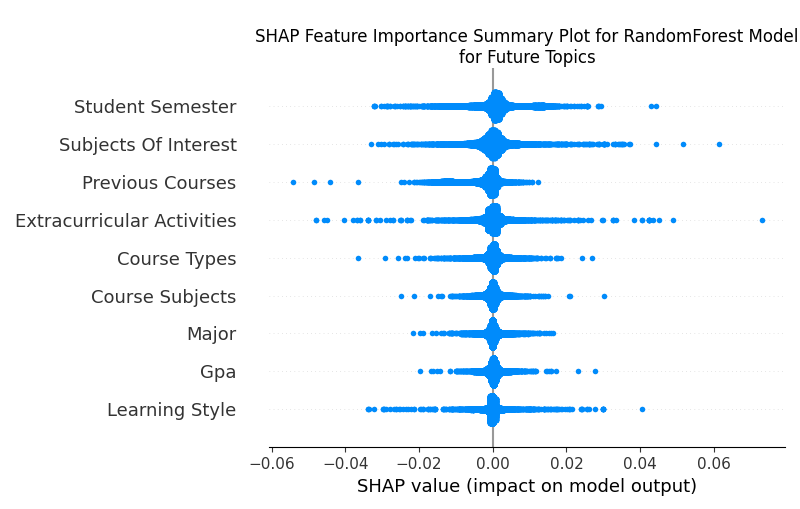 SHAP Feature Importance Summary Plot for RandomForest Model
for Future Topics
Student Semester
Subjects Of Interest
Previous Courses
Extracurricular Activities
Course Types
Course Subjects
Major
Gpa
Learning Style
−0.06 −0.04 −0.02 0.00 0.02 0.04 0.06
SHAP value (impact on model output)